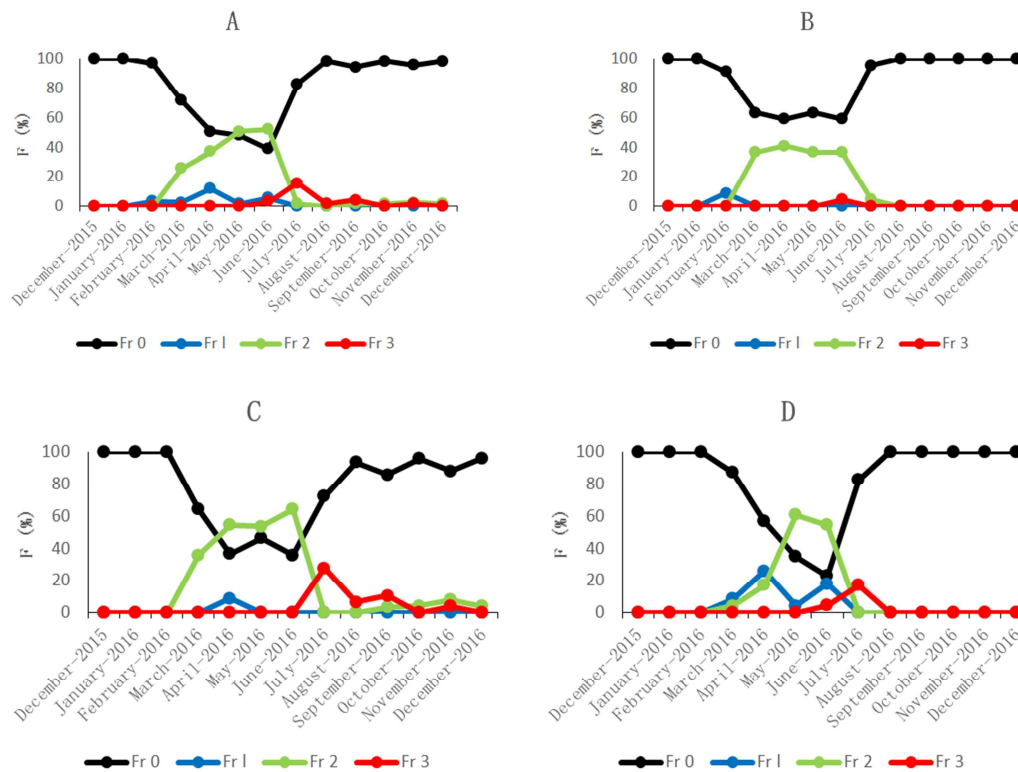 A
B
100
80
60
40
20
0
F (%)
December-2015
January-2016
February-2016
March-2016
April-2016
May-2016
June-2016
July-2016
August-2016
September-2016
October-2016
November-2016
December-2016
Fr 0 Fr l Fr 2 Fr 3
100
80
60
40
20
0
F (%)
December-2015
January-2016
February-2016
March-2016
April-2016
May-2016
June-2016
July-2016
August-2016
September-2016
October-2016
November-2016
December-2016
Fr 0 Fr l Fr 2 Fr 3
C
D
100
80
60
40
20
0
F (%)
December-2015
January-2016
February-2016
March-2016
April-2016
May-2016
June-2016
July-2016
August-2016
September-2016
October-2016
November-2016
December-2016
Fr 0 Fr l Fr 2 Fr 3
100
80
60
40
20
0
F (%)
December-2015
January-2016
February-2016
March-2016
April-2016
May-2016
June-2016
July-2016
August-2016
September-2016
October-2016
November-2016
December-2016
Fr 0 Fr l Fr 2 Fr 3